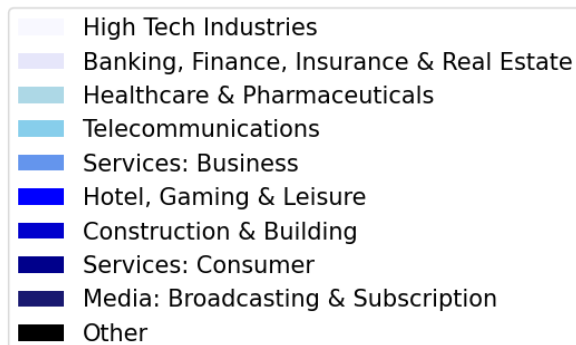 High Tech Industries
Banking, Finance, Insurance & Real Estate
Healthcare & Pharmaceuticals
Telecommunications
Services: Business
Hotel, Gaming & Leisure
Construction & Building
Services: Consumer
Media: Broadcasting & Subscription
Other